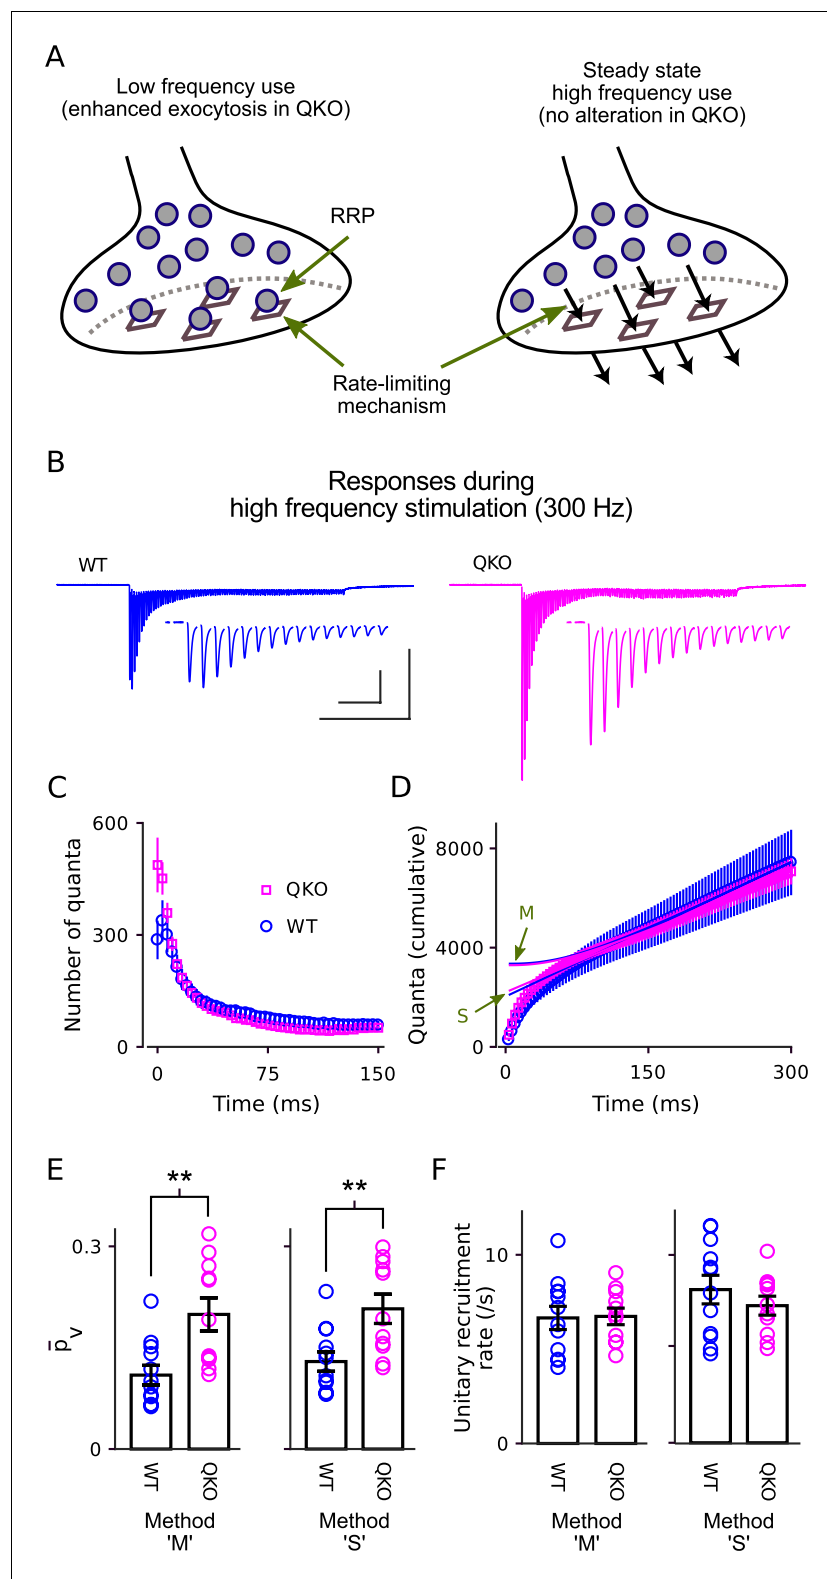 A
Low frequency use
(enhanced exocytosis in QKO)
Steady state
high frequency use
(no alteration in QKO)
RRP
Rate-limiting
mechanism
B
Responses during
high frequency stimulation (300 Hz)
WT
QKO
C
Number of quanta
600
300
0
QKO
WT
0
75
150
Time (ms)
D
Quanta (cumulative)
8000
4000
0
M
S
0
150
300
Time (ms)
E
p̅v
0.3
0
**
**
WT
QKO
Method
'M'
WT
QKO
Method
'S'
F
Unitary recruitment
rate (/s)
10
0
WT
QKO
Method
'M'
WT
QKO
Method
'S'